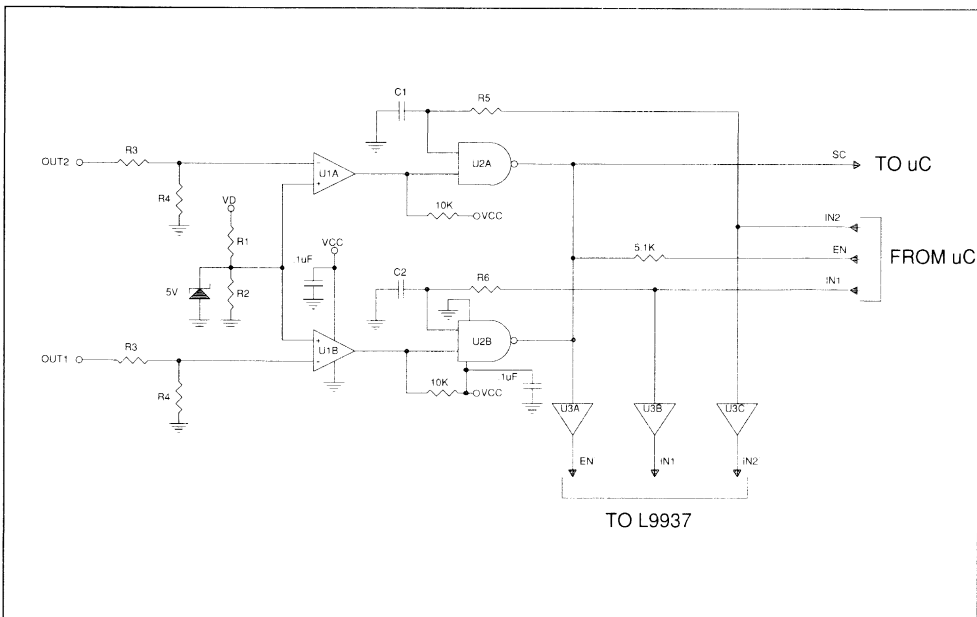 C1
R5
OUT2
R3
U1A
U2A
SC
TO uC
R4
VD
10K
VCC
IN2
R1
VCC
5.1K
EN
FROM uC
.1uF
C2
R6
IN1
5V
R2
U2B
OUT1
R3
U1B
10K
.1uF
VCC
R4
U3A
U3B
U3C
EN
IN1
IN2
TO L9937